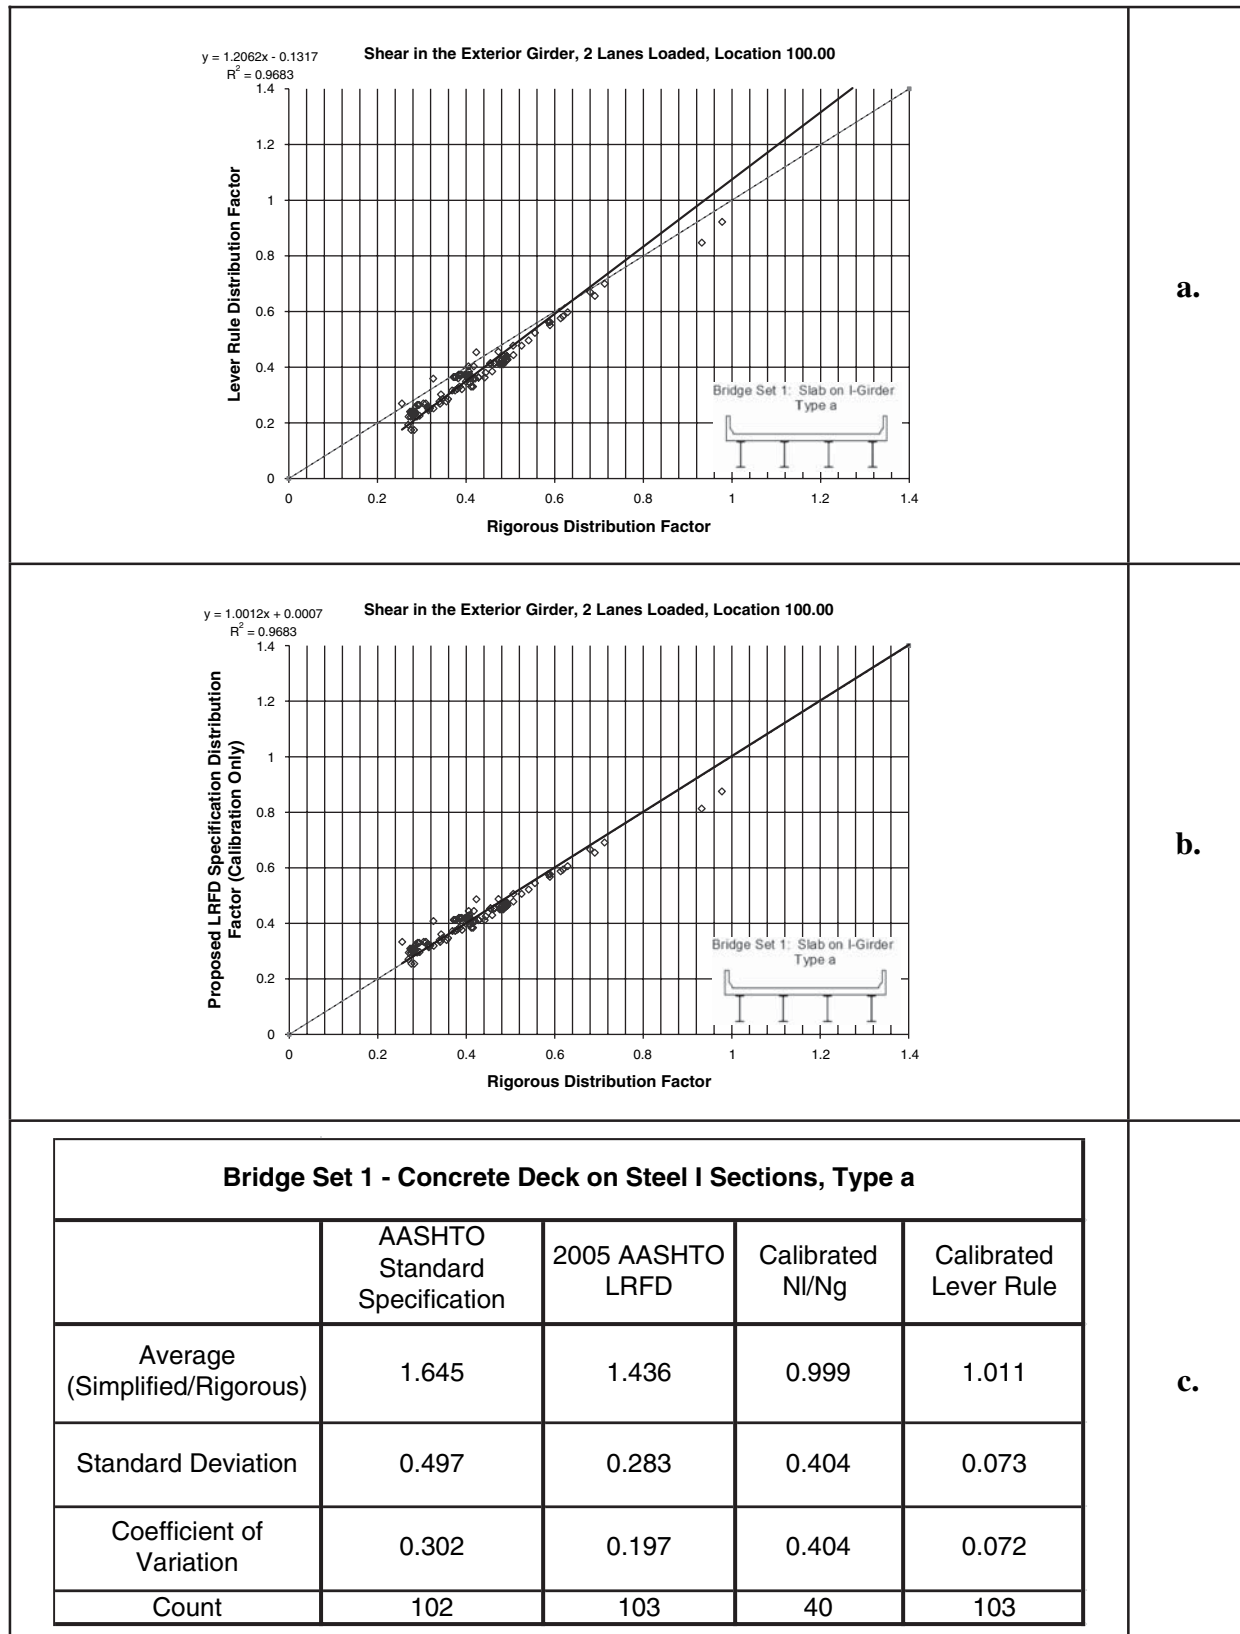 y = 1.2062x - 0.1317
R2 = 0.9683
Shear in the Exterior Girder, 2 Lanes Loaded, Location 100.00
Lever Rule Distribution Factor
1.4
1.2
1
0.8
0.6
0.4
0.2
0
0 0.2 0.4 0.6 0.8 1 1.2 1.4
Rigorous Distribution Factor
Bridge Set 1: Slab on I-Girder
Type a
a.
y = 1.0012x + 0.0007
R2 = 0.9683
Shear in the Exterior Girder, 2 Lanes Loaded, Location 100.00
Proposed LRFD Specification Distribution
Factor (Calibration Only)
1.4
1.2
1
0.8
0.6
0.4
0.2
0
0 0.2 0.4 0.6 0.8 1 1.2 1.4
Rigorous Distribution Factor
Bridge Set 1: Slab on I-Girder
Type a
b.
Bridge Set 1 - Concrete Deck on Steel I Sections, Type a
AASHTO
Standard
Specification
2005 AASHTO
LRFD
Calibrated
Nl/Ng
Calibrated
Lever Rule
Average
(Simplified/Rigorous)
1.645 1.436 0.999 1.011
Standard Deviation 0.497 0.283 0.404 0.073
Coefficient of
Variation
0.302 0.197 0.404 0.072
Count 102 103 40 103
c.